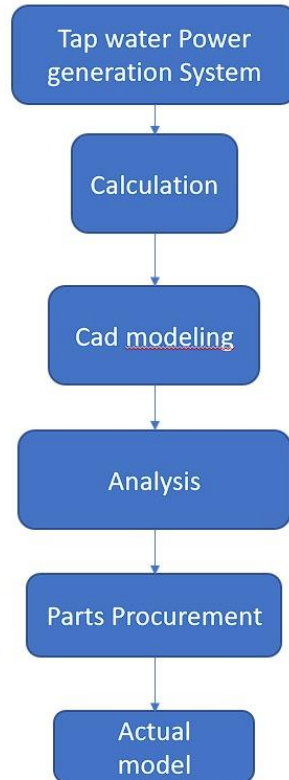 Tap water Power
generation System
Calculation
Cad modeling
Analysis
Parts Procurement
Actual
model